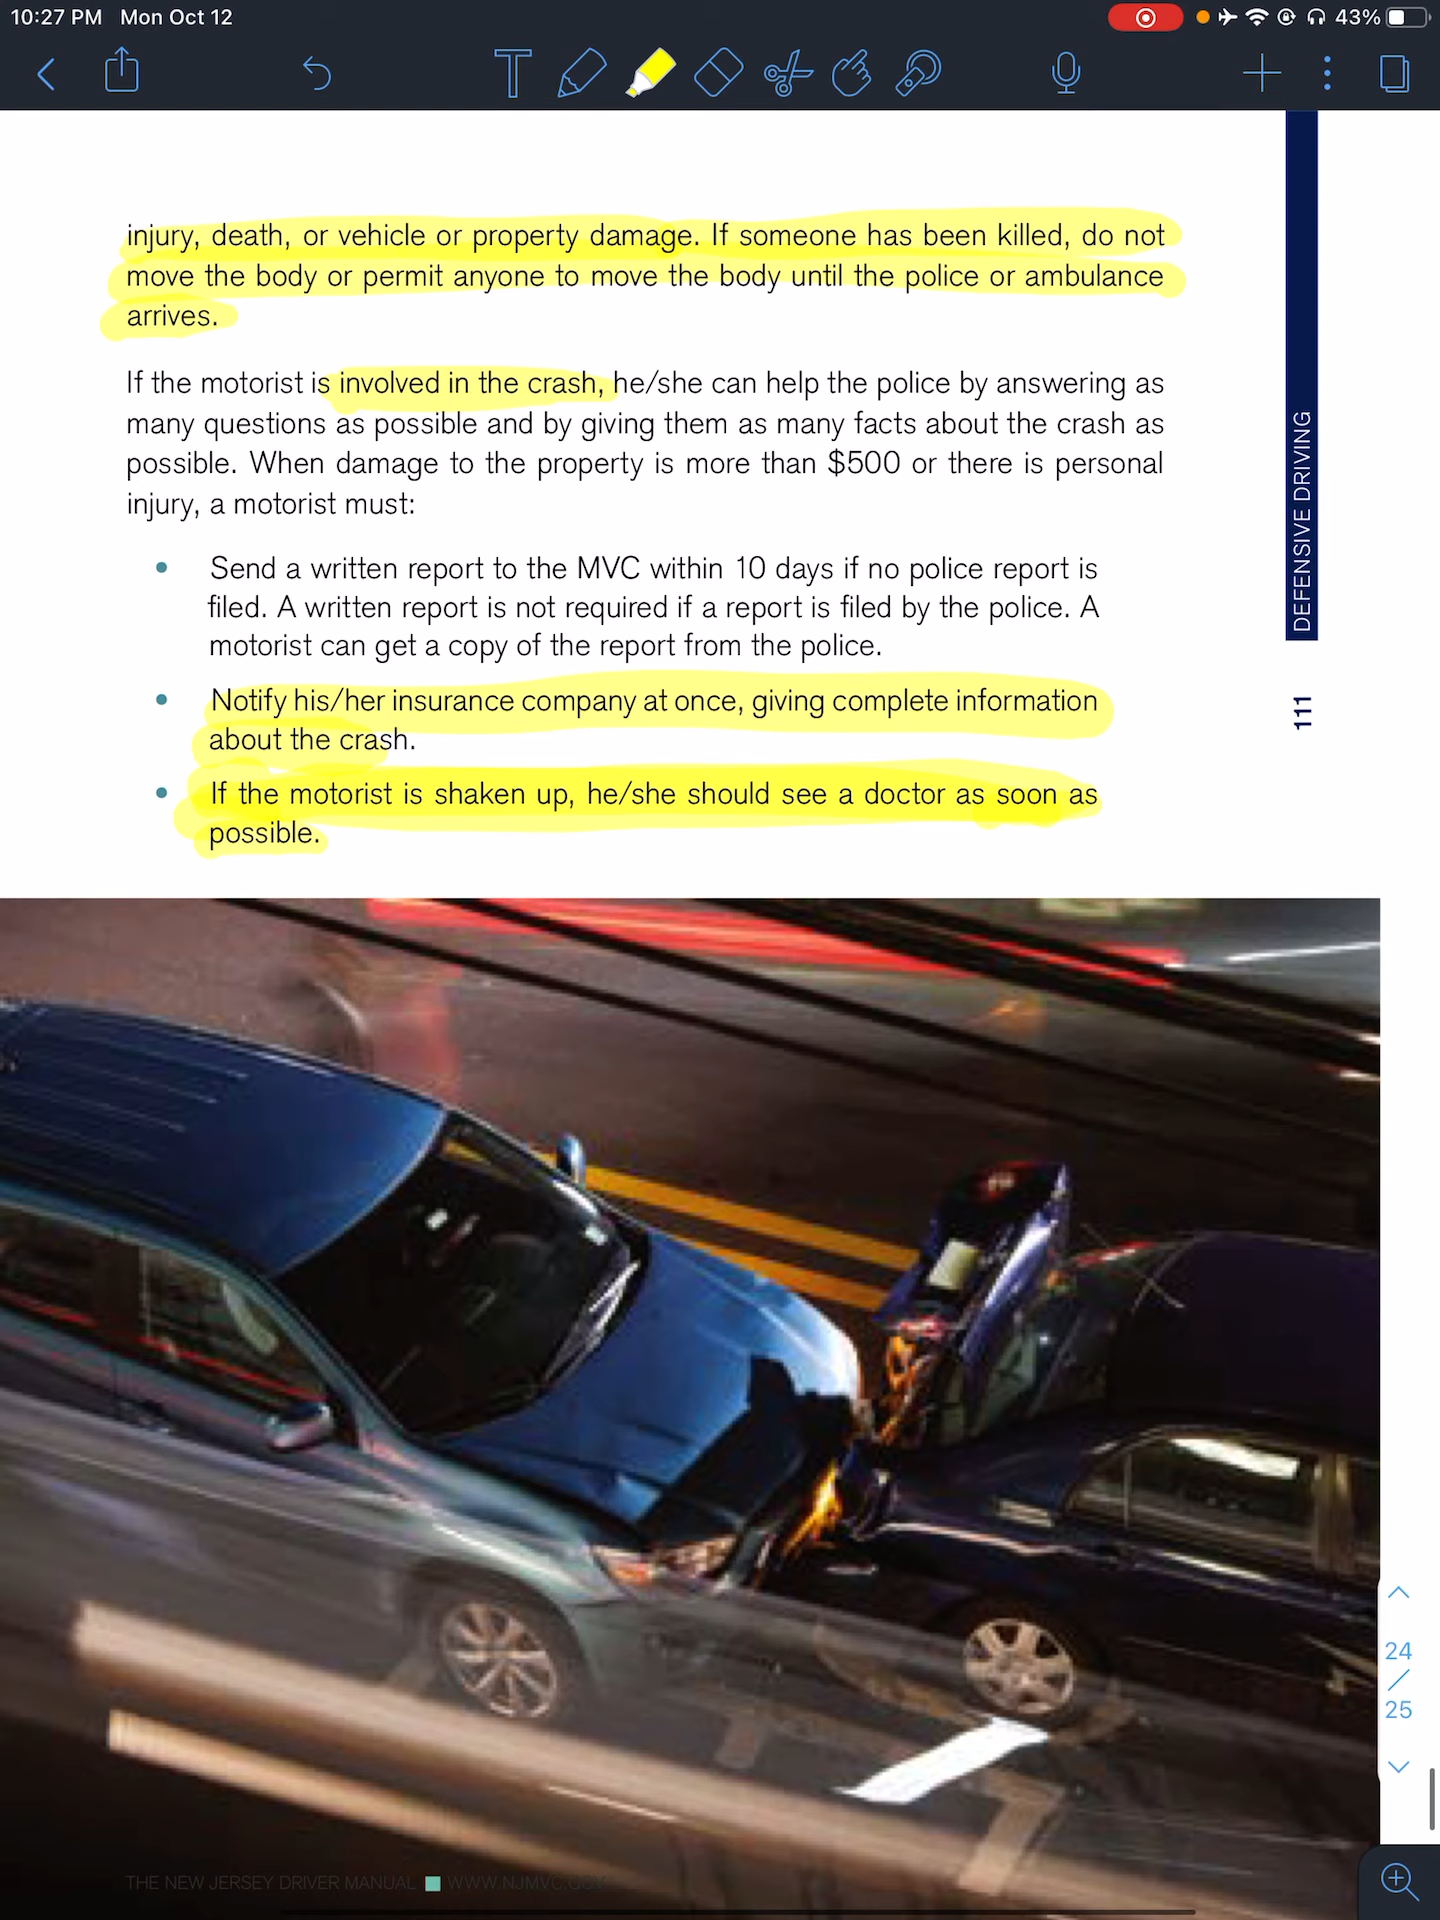 10:27 PM Mon Oct 12
43%
injury, death, or vehicle or property damage. If someone has been killed, do not
move the body or permit anyone to move the body until the police or ambulance
arrives.
If the motorist is involved in the crash, he/she can help the police by answering as
many questions as possible and by giving them as many facts about the crash as
possible. When damage to the property is more than $500 or there is personal
injury, a motorist must:
• Send a written report to the MVC within 10 days if no police report is
filed. A written report is not required if a report is filed by the police. A
motorist can get a copy of the report from the police.
• Notify his/her insurance company at once, giving complete information
about the crash.
• If the motorist is shaken up, he/she should see a doctor as soon as
possible.
DEFENSIVE DRIVING
111
24
/
25
THE NEW JERSEY DRIVER MANUAL WWW.NJMVC.GOV